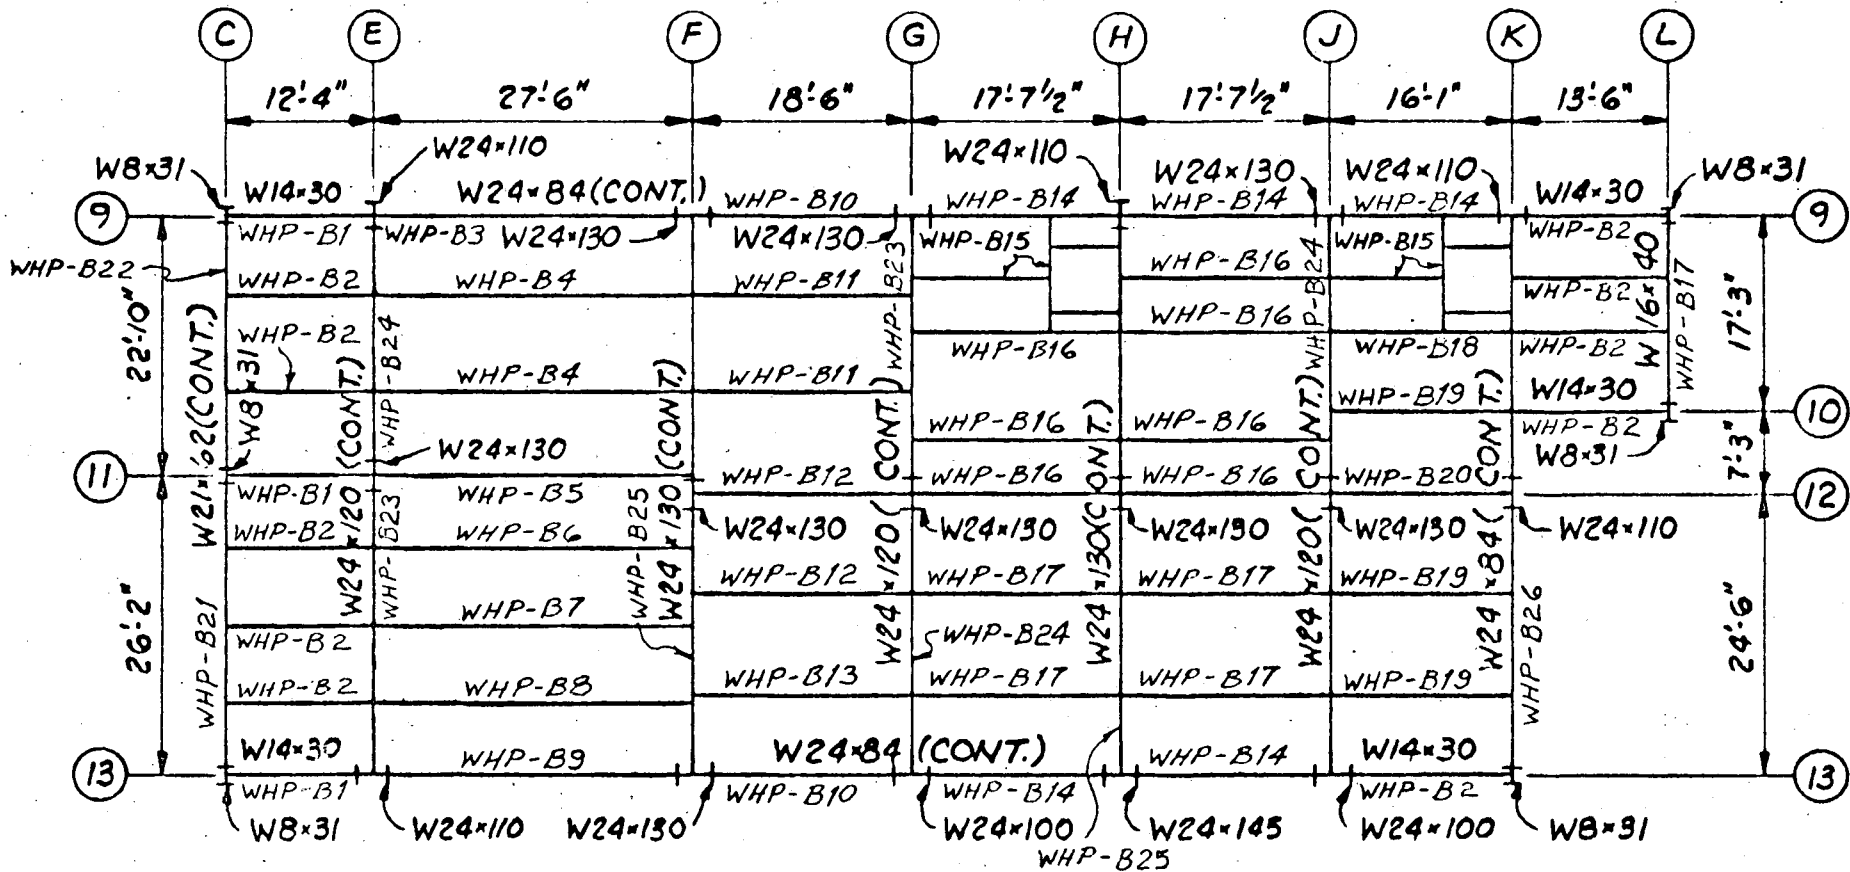 C E F G H J K L
12'-4" 27'-6" 18'-6" 17'-7 1/2" 17'-7 1/2" 16'-1" 13'-6"
W24×110 W24×110
W8×31 W24×130 W24×110 W8×31
W14×30 W24×84 (CONT.) WHP-B10 WHP-B14 WHP-B14 WHP-B14 W14×30
9 9
WHP-B1 WHP-B3 W24×130 W24×130 WHP-B15 WHP-B15 WHP-B2
WHP-B22 WHP-B2 WHP-B4 WHP-B11 WHP-B23 WHP-B16 WHP-B24 W16×40 WHP-B17
WHP-B2
WHP-B16
WHP-B2 WHP-B24 WHP-B16 WHP-B18 WHP-B2
22'-10" 17'-3"
W8×31 WHP-B4 WHP-B11 WHP-B19 W14×30
10
WHP-B16 WHP-B16 WHP-B2
W24×130 W8×31 7'-3"
11 WHP-B12 WHP-B16 WHP-B16 WHP-B20
WHP-B1 WHP-B5 12
W21×62 (CONT.) W24×120 (CONT.) W24×130 (CONT.) W24×120 (CONT.) W24×130 (CONT.) W24×120 (CONT.) W24×84 (CONT.)
WHP-B2 WHP-B23 WHP-B6 WHP-B25 W24×130 W24×130 W24×130 W24×130 W24×110
WHP-B12 WHP-B17 WHP-B17 WHP-B19
WHP-B7
26'-2" WHP-B21 WHP-B2 WHP-B24 WHP-B26 24'-6"
WHP-B2 WHP-B8 WHP-B13 WHP-B17 WHP-B17 WHP-B19
W14×30 WHP-B9 W24×84 (CONT.) WHP-B14 W14×30
13 13
WHP-B1 WHP-B10 WHP-B14 WHP-B2
W8×31 W24×110 W24×130 W24×100 W24×145 W24×100 W8×31
WHP-B25